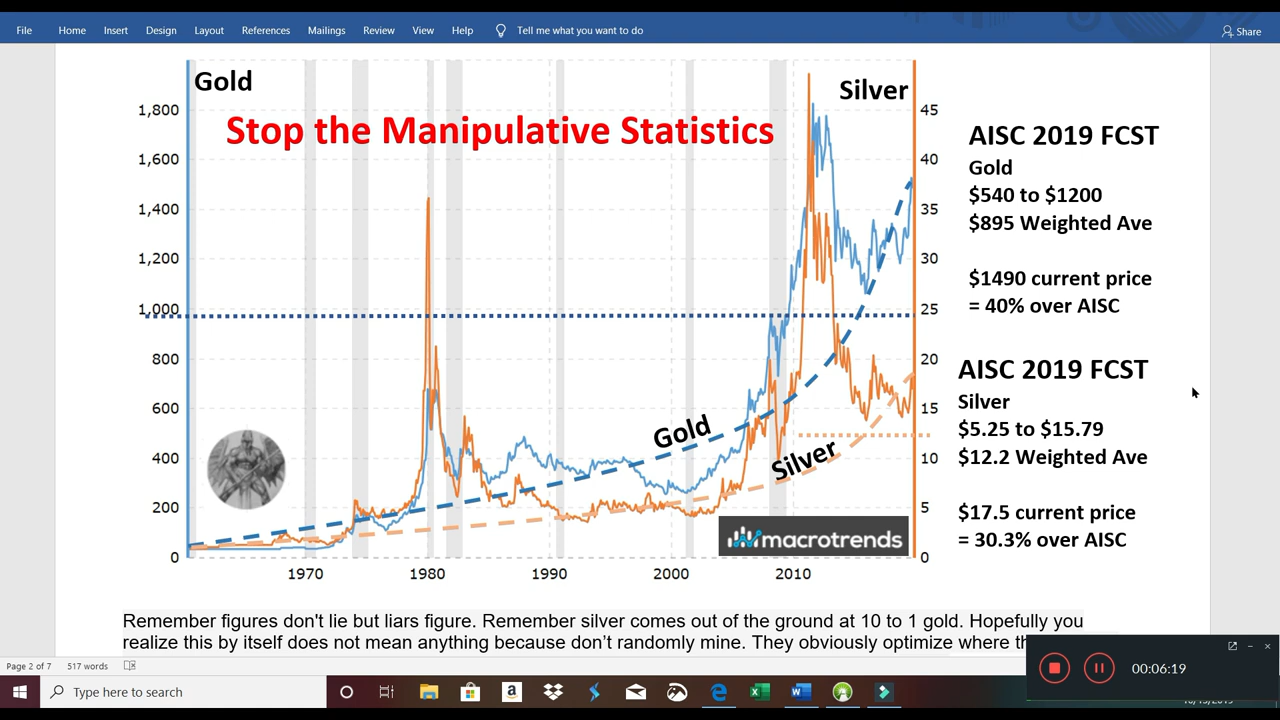 File Home Insert Design Layout References Mailings Review View Help Tell me what you want to do Share
Gold
Silver
Stop the Manipulative Statistics
1,800
1,600
1,400
1,200
1,000
800
600
400
200
0
45
40
35
30
25
20
15
10
5
0
Gold
Silver
macrotrends
1970 1980 1990 2000 2010
AISC 2019 FCST
Gold
$540 to $1200
$895 Weighted Ave
$1490 current price
= 40% over AISC
AISC 2019 FCST
Silver
$5.25 to $15.79
$12.2 Weighted Ave
$17.5 current price
= 30.3% over AISC
Remember figures don't lie but liars figure. Remember silver comes out of the ground at 10 to 1 gold. Hopefully you
realize this by itself does not mean anything because don't randomly mine. They obviously optimize where
00:06:19
Page 2 of 7 517 words
Type here to search